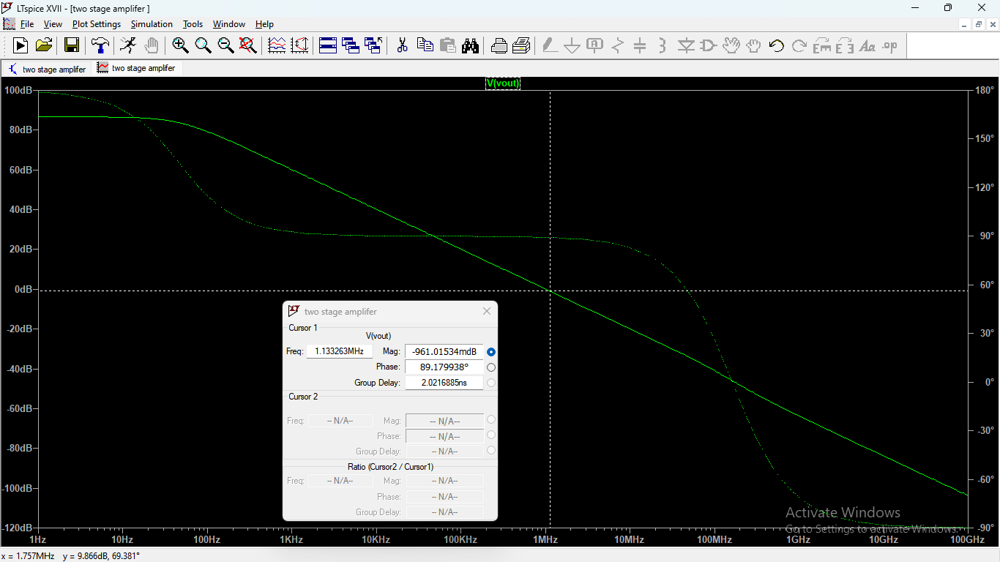 LTspice XVII - [two stage amplifer ]
File View Plot Settings Simulation Tools Window Help
two stage amplifer two stage amplifer
V(vout)
100dB 180°
80dB 150°
60dB 120°
40dB 90°
20dB 60°
0dB 30°
-20dB 0°
-40dB -30°
-60dB -60°
-80dB -90°
-100dB
-120dB
1Hz 10Hz 100Hz 1KHz 10KHz 100KHz 1MHz 10MHz 100MHz 1GHz 10GHz 100GHz
two stage amplifer
Cursor 1
V(vout)
Freq: 1.133263MHz Mag: -961.01534mdB
Phase: 89.179938°
Group Delay: 2.0216885ns
Cursor 2
Freq: -- N/A-- Mag: -- N/A--
Phase: -- N/A--
Group Delay: -- N/A--
Ratio (Cursor2 / Cursor1)
Freq: -- N/A-- Mag: -- N/A--
Phase: -- N/A--
Group Delay: -- N/A--
Activate Windows
Go to Settings to activate Windows.
x = 1.757MHz y = 9.866dB, 69.381°